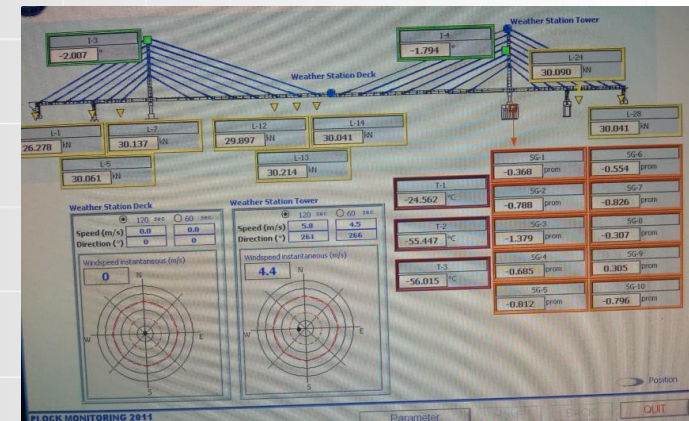 Weather Station Tower
I-3
-2.007 °
I-4
-1.794 °
L-24
30.090 kN
Weather Station Deck
L-1
26.278 kN
L-7
30.137 kN
L-12
29.897 kN
L-14
30.041 kN
L-28
30.041 kN
L-5
30.061 kN
L-13
30.214 kN
SG-1
-0.368 prom
SG-6
-0.554 prom
T-1
-24.562 °C
SG-2
-0.788 prom
SG-7
-0.826 prom
T-2
-55.447 °C
SG-3
-1.379 prom
SG-8
-0.307 prom
T-3
-56.015 °C
SG-4
-0.685 prom
SG-9
0.305 prom
SG-5
-0.812 prom
SG-10
-0.796 prom
Weather Station Deck
120 sec 60 sec
Speed (m/s) 0.0 0.0
Direction (°) 0 0
Windspeed instantaneous (m/s)
0
N
W E
S
Weather Station Tower
120 sec 60 sec
Speed (m/s) 5.0 4.5
Direction (°) 261 266
Windspeed instantaneous (m/s)
4.4
N
W E
S
Position
PLOCK MONITORING 2011
Parameter
BACK
QUIT